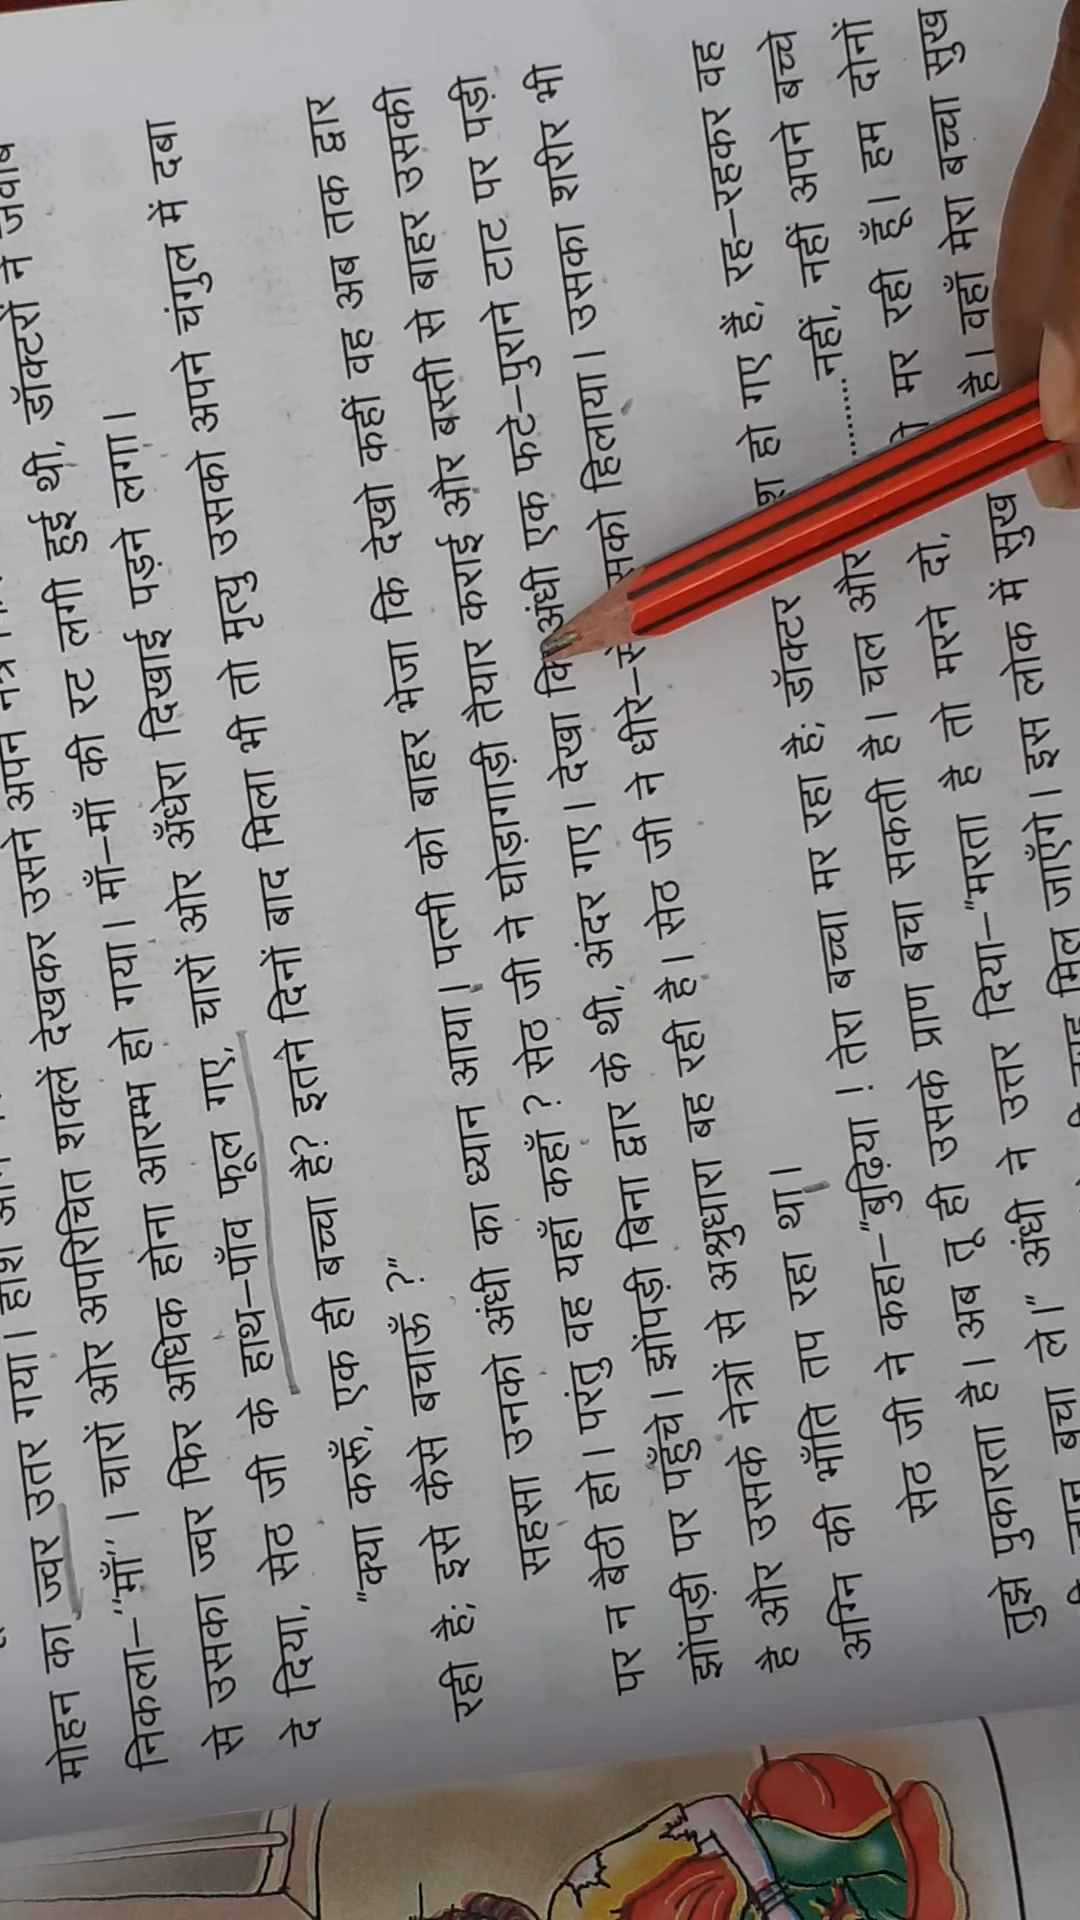 मोहन का ज्वर उतर गया। होश आने
निकला–"माँ"। चारों ओर अपरिचित शक्लें देखकर उसने अपने नेत्र
से उसका ज्वर फिर अधिक होना आरम्भ हो गया। माँ–माँ की रट लगी हुई थी, डॉक्टरों ने जवाब
दे दिया, सेठ जी के हाथ–पाँव फूल गए, चारों ओर अँधेरा दिखाई पड़ने लगा।
"क्या करूँ, एक ही बच्चा है? इतने दिनों बाद मिला भी तो मृत्यु उसको अपने चंगुल में दबा
रही है; इसे कैसे बचाऊँ ?"
सहसा उनको अंधी का ध्यान आया। पत्नी को बाहर भेजा कि देखो कहीं वह अब तक द्वार
पर न बैठी हो। परंतु वह यहाँ कहाँ ? सेठ जी ने घोड़ागाड़ी तैयार कराई और बस्ती से बाहर उसकी
झोंपड़ी पर पहुँचे। झोंपड़ी बिना द्वार के थी, अंदर गए। देखा कि अंधी एक फटे–पुराने टाट पर पड़ी
है और उसके नेत्रों से अश्रुधारा बह रही है। सेठ जी ने धीरे– हिलाया। उसका शरीर भी
अग्नि की भाँति तप रहा था।
सेठ जी ने कहा–"बुढ़िया ! तेरा बच्चा मर रहा है; डॉक्टर हो गए हैं, रह–रहकर वह
तुझे पुकारता है। अब तू ही उसके प्राण बचा सकती है। चल और ........नहीं, नहीं अपने बच्चे
बचा ले।" अंधी ने उत्तर दिया–"मरता है तो मरने दो, मर रही हूँ। हम दोनों
मिल जाएँगे। इस लोक में सुख है। वहाँ मेरा बच्चा सुख